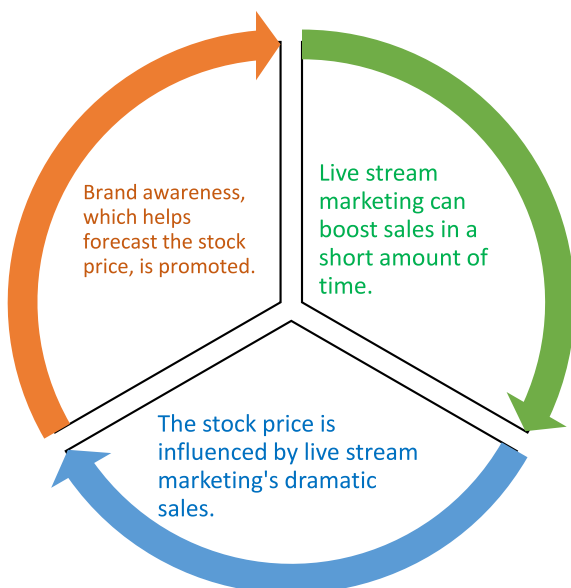 Live stream
marketing can
boost sales in a
short amount of
time.
The stock price is
influenced by live stream
marketing's dramatic
sales.
Brand awareness,
which helps
forecast the stock
price, is promoted.